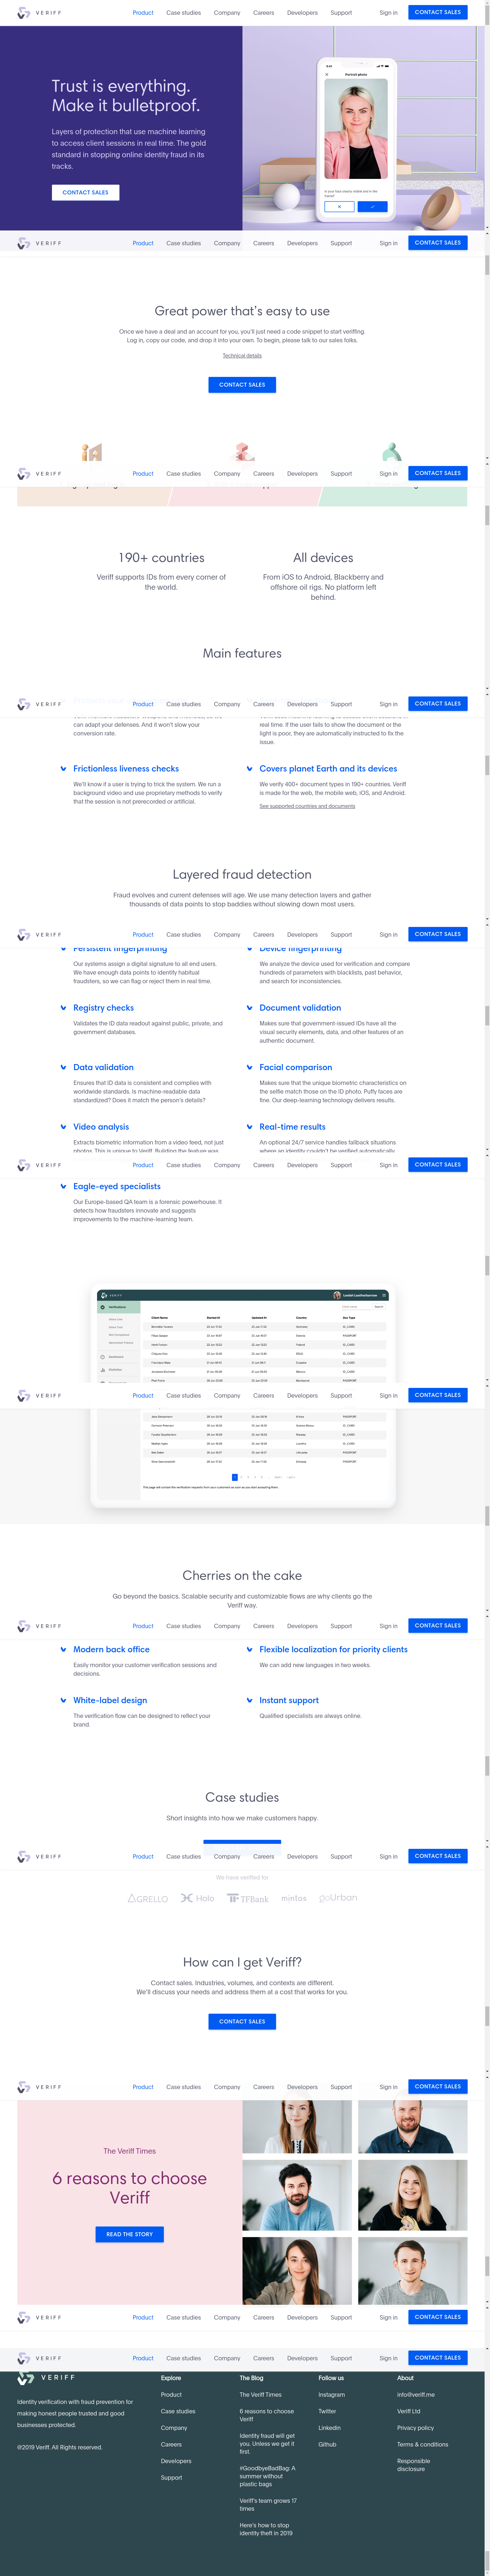 VERIFF
Product Case studies Company Careers Developers Support Sign in CONTACT SALES
Trust is everything.
Make it bulletproof.
Layers of protection that use machine learning
to access client sessions in real time. The gold
standard in stopping online identity fraud in its
tracks.
CONTACT SALES
Portrait photo
Is your face clearly visible and in the
frame?
VERIFF
Product Case studies Company Careers Developers Support Sign in CONTACT SALES
Great power that's easy to use
Once we have a deal and an account for you, you'll just need a code snippet to start veriffing.
Log in, copy our code, and drop it into your own. To begin, please talk to our sales folks.
Technical details
CONTACT SALES
VERIFF
Product Case studies Company Careers Developers Support Sign in CONTACT SALES
190+ countries
Veriff supports IDs from every corner of
the world.
All devices
From iOS to Android, Blackberry and
offshore oil rigs. No platform left
behind.
Main features
VERIFF
Product Case studies Company Careers Developers Support Sign in CONTACT SALES
can adapt your defenses. And it won't slow your
conversion rate.
real time. If the user fails to show the document or the
light is poor, they are automatically instructed to fix the
issue.
Frictionless liveness checks
We'll know if a user is trying to trick the system. We run a
background video and use proprietary methods to verify
that the session is not prerecorded or artificial.
Covers planet Earth and its devices
We verify 400+ document types in 190+ countries. Veriff
is made for the web, the mobile web, iOS, and Android.
See supported countries and documents
Layered fraud detection
Fraud evolves and current defenses will age. We use many detection layers and gather
thousands of data points to stop baddies without slowing down most users.
VERIFF
Product Case studies Company Careers Developers Support Sign in CONTACT SALES
Persistent fingerprinting
Our systems assign a digital signature to all end users.
We have enough data points to identify habitual
fraudsters, so we can flag or reject them in real time.
Device fingerprinting
We analyze the device used for verification and compare
hundreds of parameters with blacklists, past behavior,
and search for inconsistencies.
Registry checks
Validates the ID data readout against public, private, and
government databases.
Document validation
Makes sure that government-issued IDs have all the
visual security elements, data, and other features of an
authentic document.
Data validation
Ensures that ID data is consistent and complies with
worldwide standards. Is machine-readable data
standardized? Does it match the person's details?
Facial comparison
Makes sure that the unique biometric characteristics on
the selfie match those on the ID photo. Puffy faces are
fine. Our deep-learning technology delivers results.
Video analysis
Extracts biometric information from a video feed, not just
photos. This is unique to Veriff. Building the feature was
Real-time results
An optional 24/7 service handles fallback situations
where an identity couldn't be verified automatically.
VERIFF
Product Case studies Company Careers Developers Support Sign in CONTACT SALES
Eagle-eyed specialists
Our Europe-based QA team is a forensic powerhouse. It
detects how fraudsters innovate and suggests
improvements to the machine-learning team.
VERIFF
Verifications
Client Name Started At Updated At Country Doc Type
VERIFF
Product Case studies Company Careers Developers Support Sign in CONTACT SALES
This page will contain the verification requests from your customers as soon as you start accepting them
Cherries on the cake
Go beyond the basics. Scalable security and customizable flows are why clients go the
Veriff way.
VERIFF
Product Case studies Company Careers Developers Support Sign in CONTACT SALES
Modern back office
Easily monitor your customer verification sessions and
decisions.
Flexible localization for priority clients
We can add new languages in two weeks.
White-label design
The verification flow can be designed to reflect your
brand.
Instant support
Qualified specialists are always online.
Case studies
Short insights into how we make customers happy.
VERIFF
Product Case studies Company Careers Developers Support Sign in CONTACT SALES
We have verified for
AGRELLO Holo TFBank mintos goUrban
How can I get Veriff?
Contact sales. Industries, volumes, and contexts are different.
We'll discuss your needs and address them at a cost that works for you.
CONTACT SALES
VERIFF
Product Case studies Company Careers Developers Support Sign in CONTACT SALES
The Veriff Times
6 reasons to choose
Veriff
READ THE STORY
VERIFF
Product Case studies Company Careers Developers Support Sign in CONTACT SALES
VERIFF
Product Case studies Company Careers Developers Support Sign in CONTACT SALES
VERIFF
Identity verification with fraud prevention for
making honest people trusted and good
businesses protected.
@2019 Veriff. All Rights reserved.
Explore
Product
Case studies
Company
Careers
Developers
Support
The Blog
The Veriff Times
6 reasons to choose
Veriff
Identity fraud will get
you. Unless we get it
first.
#GoodbyeBadBag: A
summer without
plastic bags
Veriff's team grows 17
times
Here's how to stop
identity theft in 2019
Follow us
Instagram
Twitter
Linkedin
Github
About
info@veriff.me
Veriff Ltd
Privacy policy
Terms & conditions
Responsible
disclosure